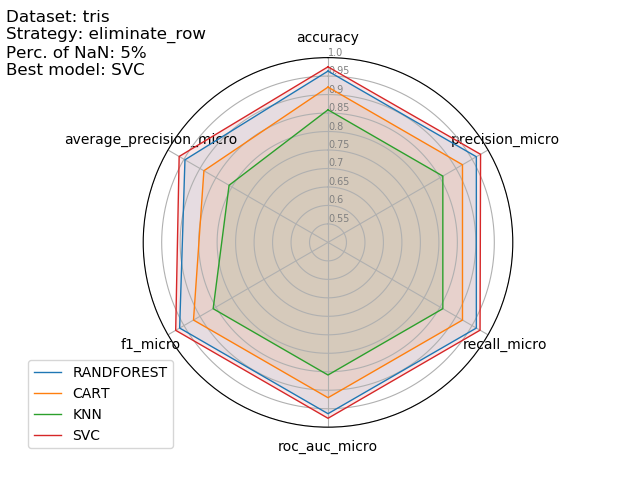 Dataset: tris
Strategy: eliminate_row
Perc. of NaN: 5%
Best model: SVC
accuracy
1.0
0.95
0.9
0.85
0.8
0.75
0.7
0.65
0.6
0.55
average_precision_micro
precision_micro
f1_micro
recall_micro
roc_auc_micro
RANDFOREST
CART
KNN
SVC